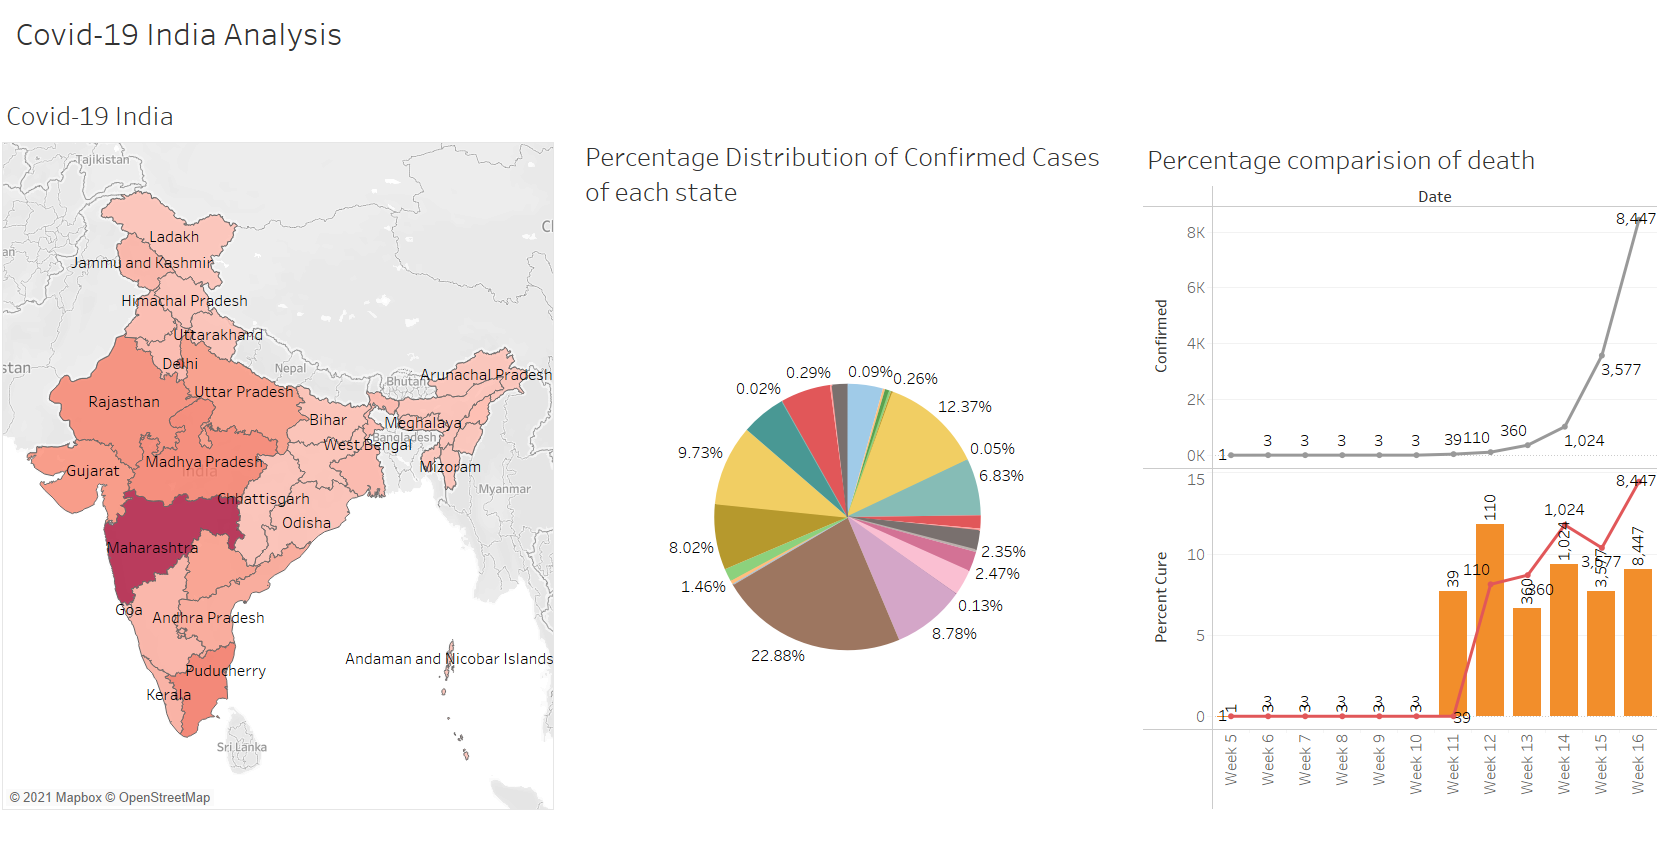 Covid-19 India Analysis
Covid-19 India
Tajikistan
an
stan
Ladakh
Jammu and Kashmir
Himachal Pradesh
Uttarakhand
Delhi
Nepal
Uttar Pradesh
Rajasthan
Bhutan
Arunachal Pradesh
Bihar
Meghalaya
Bangladesh
West Bengal
Gujarat
Madhya Pradesh
India
Mizoram
Myanmar
Chhattisgarh
Odisha
Maharashtra
Goa
Andhra Pradesh
Andaman and Nicobar Islands
Puducherry
Kerala
Sri Lanka
© 2021 Mapbox © OpenStreetMap
Percentage Distribution of Confirmed Cases
of each state
0.02%
0.29%
0.09%
0.26%
12.37%
0.05%
6.83%
2.35%
2.47%
0.13%
8.78%
22.88%
1.46%
8.02%
9.73%
Percentage comparision of death
Date
Confirmed
8K
6K
4K
2K
0K
1
3
3
3
3
3
39
110
360
1,024
3,577
8,447
Percent Cure
15
10
5
0
1
1
3
3
3
3
3
3
3
3
3
3
39
39
110
110
360
360
1,024
1,024
3,577
8,447
8,447
Week 5
Week 6
Week 7
Week 8
Week 9
Week 10
Week 11
Week 12
Week 13
Week 14
Week 15
Week 16